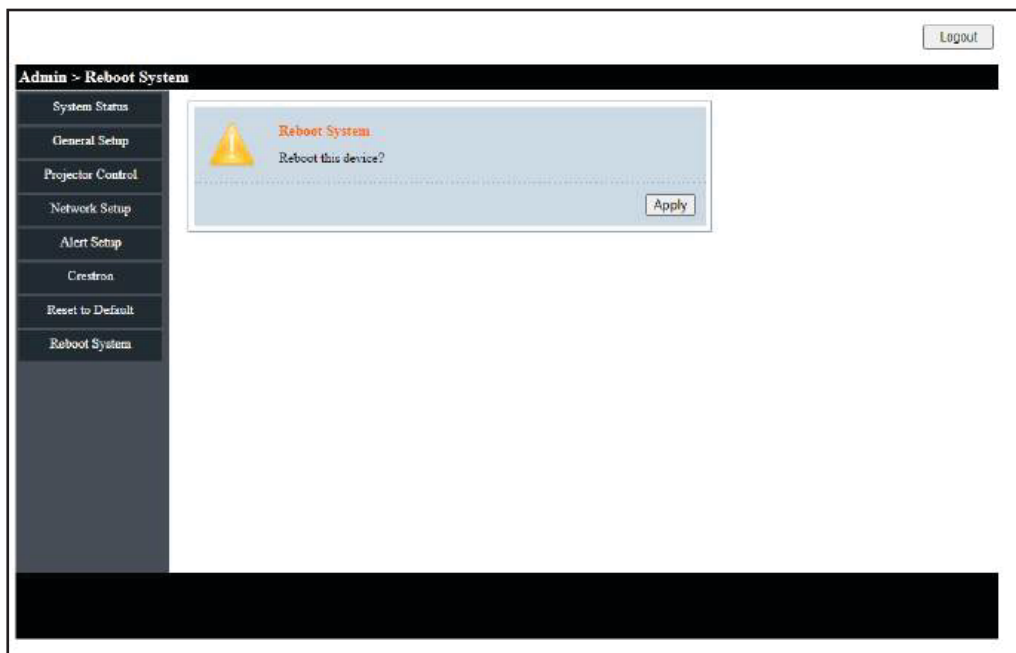 Logout
Admin > Reboot System
System Status
General Setup
Projector Control
Network Setup
Alert Setup
Crestron
Reset to Default
Reboot System
Reboot System
Reboot this device?
Apply